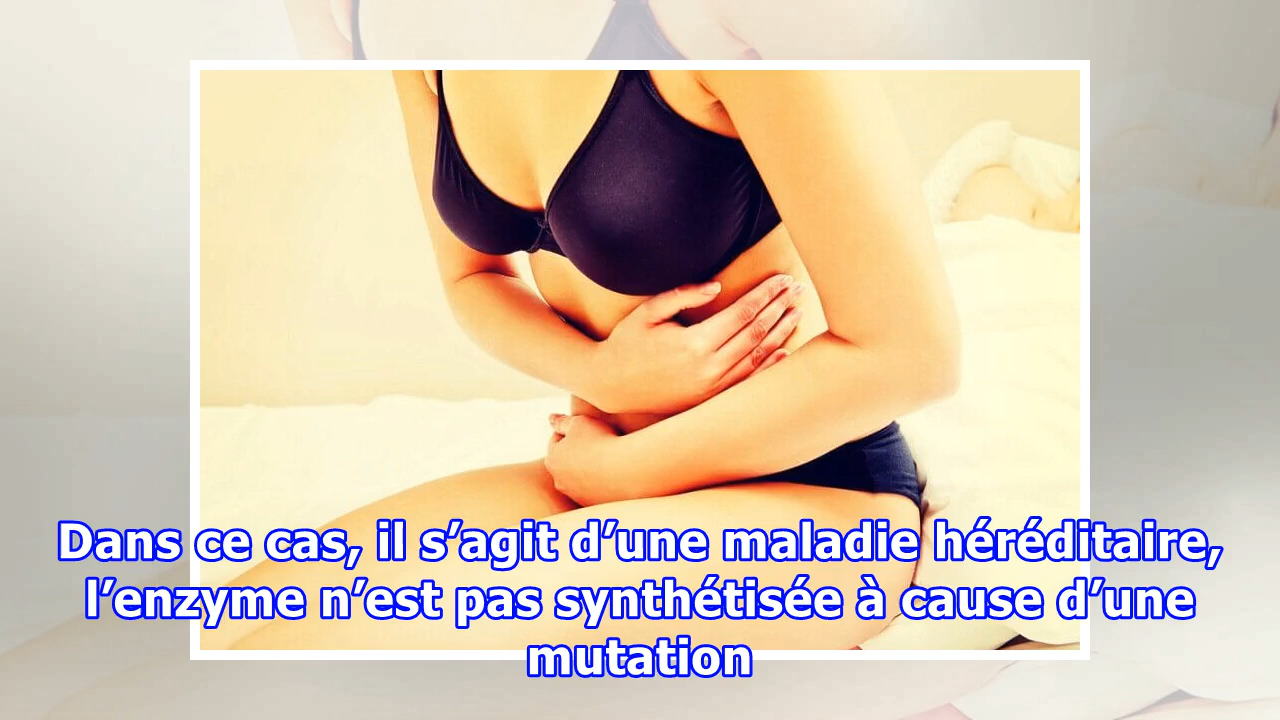 Dans ce cas, il s’agit d’une maladie héréditaire,
l’enzyme n’est pas synthétisée à cause d’une
mutation